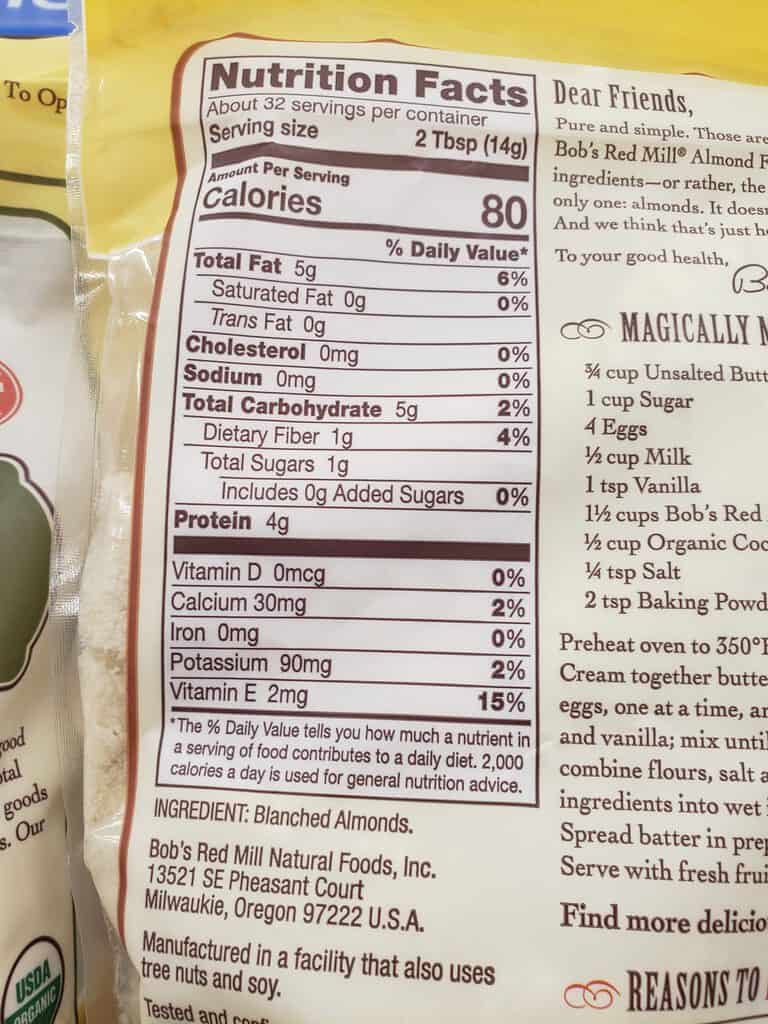 To Op
Nutrition Facts
About 32 servings per container
Serving size 2 Tbsp (14g)
Amount Per Serving
Calories 80
% Daily Value*
Total Fat 5g 6%
Saturated Fat 0g 0%
Trans Fat 0g
Cholesterol 0mg 0%
Sodium 0mg 0%
Total Carbohydrate 5g 2%
Dietary Fiber 1g 4%
Total Sugars 1g
Includes 0g Added Sugars 0%
Protein 4g
Vitamin D 0mcg 0%
Calcium 30mg 2%
Iron 0mg 0%
Potassium 90mg 2%
Vitamin E 2mg 15%
*The % Daily Value tells you how much a nutrient in
a serving of food contributes to a daily diet. 2,000
calories a day is used for general nutrition advice.
INGREDIENT: Blanched Almonds.
Bob's Red Mill Natural Foods, Inc.
13521 SE Pheasant Court
Milwaukie, Oregon 97222 U.S.A.
Manufactured in a facility that also uses
tree nuts and soy.
Tested and
Dear Friends,
Pure and simple. Those are
Bob's Red Mill® Almond F
ingredients—or rather, the
only one: almonds. It does
And we think that's just h
To your good health,
MAGICALLY
¾ cup Unsalted Butt
1 cup Sugar
4 Eggs
½ cup Milk
1 tsp Vanilla
1½ cups Bob's Red
½ cup Organic Coc
¼ tsp Salt
2 tsp Baking Powd
Preheat oven to 350°F
Cream together butte
eggs, one at a time, an
and vanilla; mix until
combine flours, salt a
ingredients into wet
Spread batter in prep
Serve with fresh frui
Find more delicio
REASONS TO
ood
otal
goods
s. Our
USDA
ORGANIC